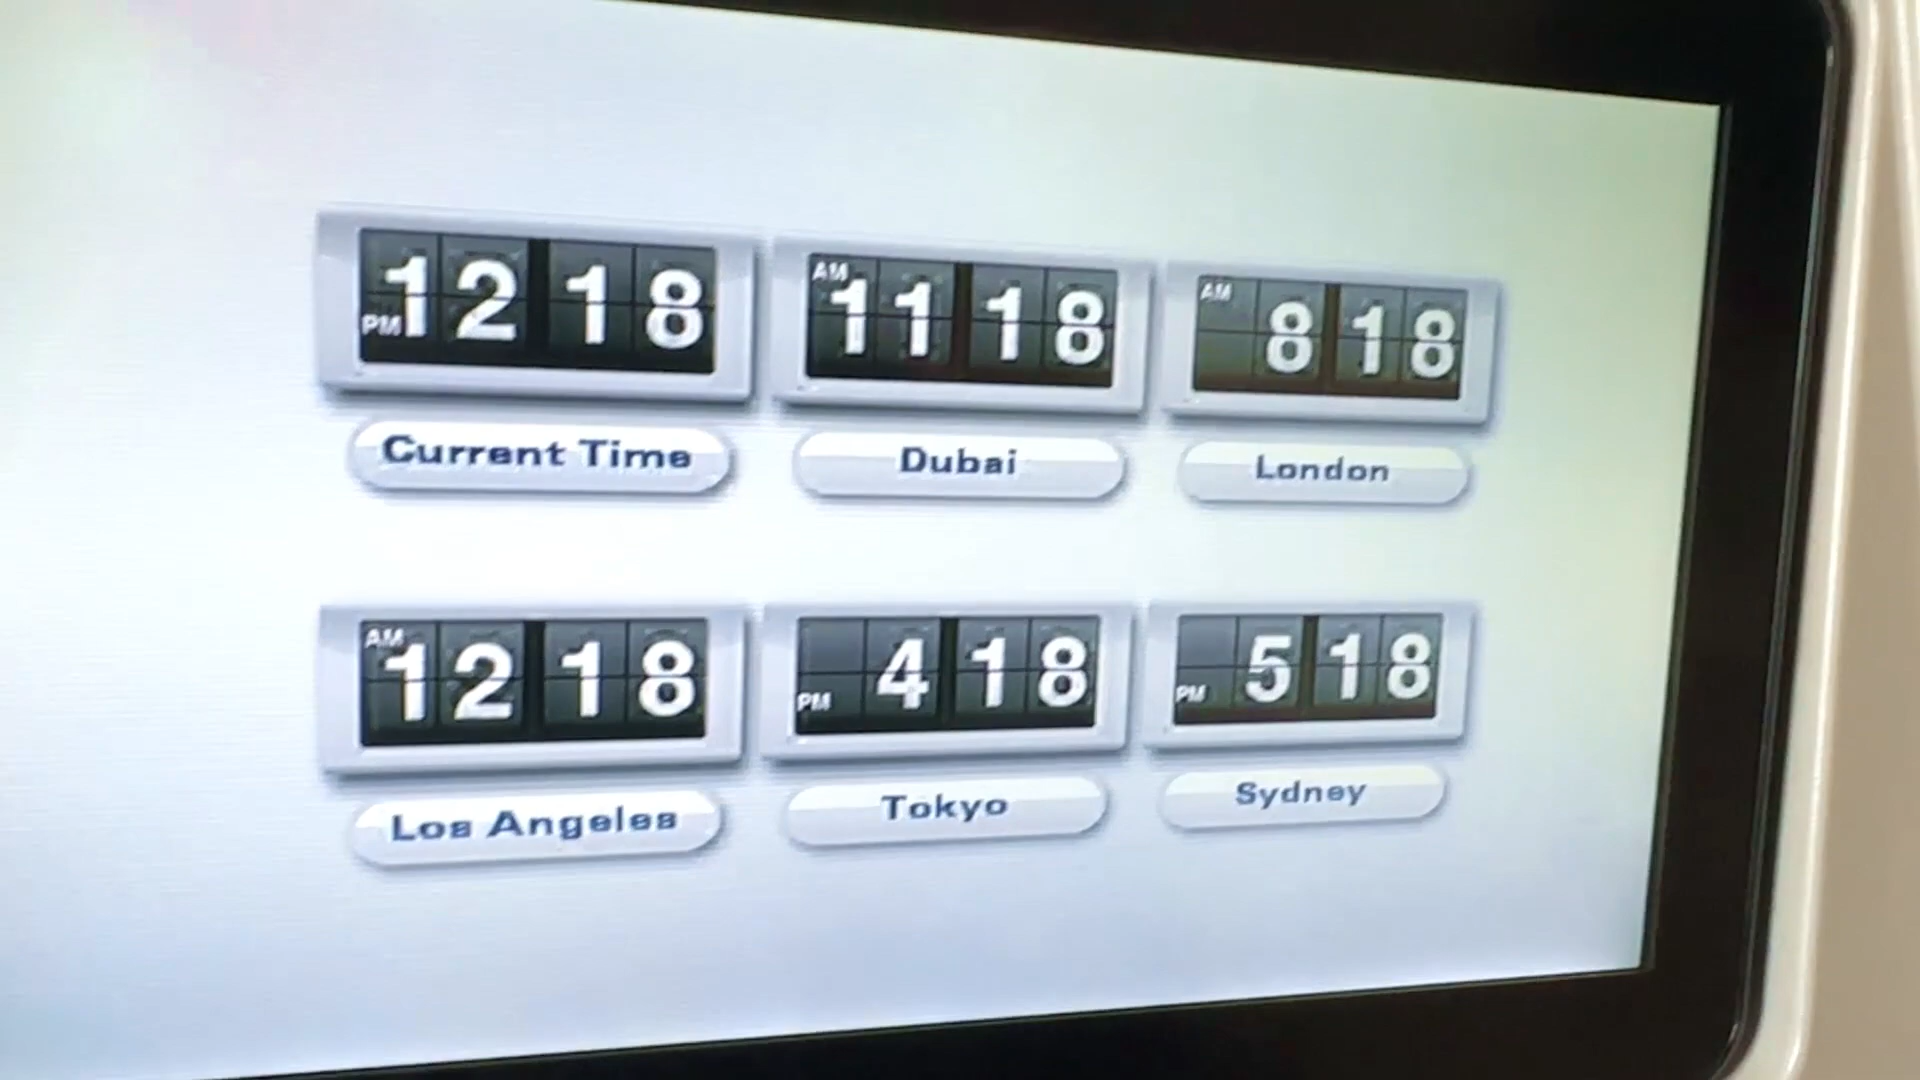 PM 12 18
AM 11 18
AM 8 18
Current Time
Dubai
London
AM 12 18
PM 4 18
PM 5 18
Los Angeles
Tokyo
Sydney